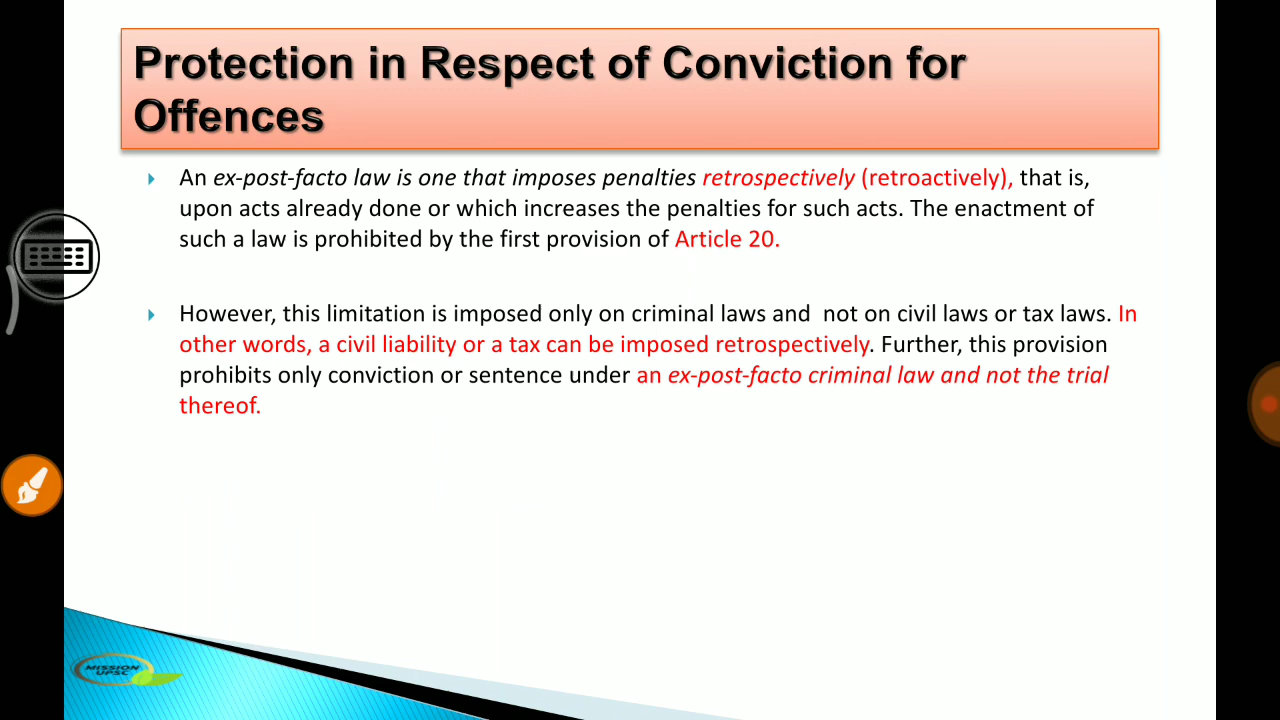 Protection in Respect of Conviction for
Offences
An ex-post-facto law is one that imposes penalties retrospectively (retroactively), that is,
upon acts already done or which increases the penalties for such acts. The enactment of
such a law is prohibited by the first provision of Article 20.
However, this limitation is imposed only on criminal laws and  not on civil laws or tax laws. In
other words, a civil liability or a tax can be imposed retrospectively. Further, this provision
prohibits only conviction or sentence under an ex-post-facto criminal law and not the trial
thereof.
MISSION
UPSC